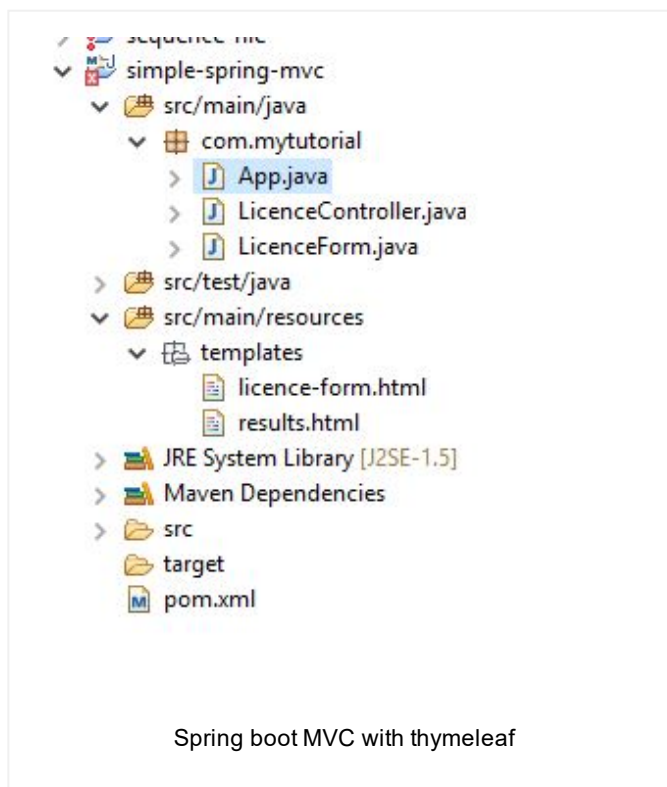 simple-spring-mvc
src/main/java
com.mytutorial
App.java
LicenceController.java
LicenceForm.java
src/test/java
src/main/resources
templates
licence-form.html
results.html
JRE System Library [J2SE-1.5]
Maven Dependencies
src
target
pom.xml
Spring boot MVC with thymeleaf